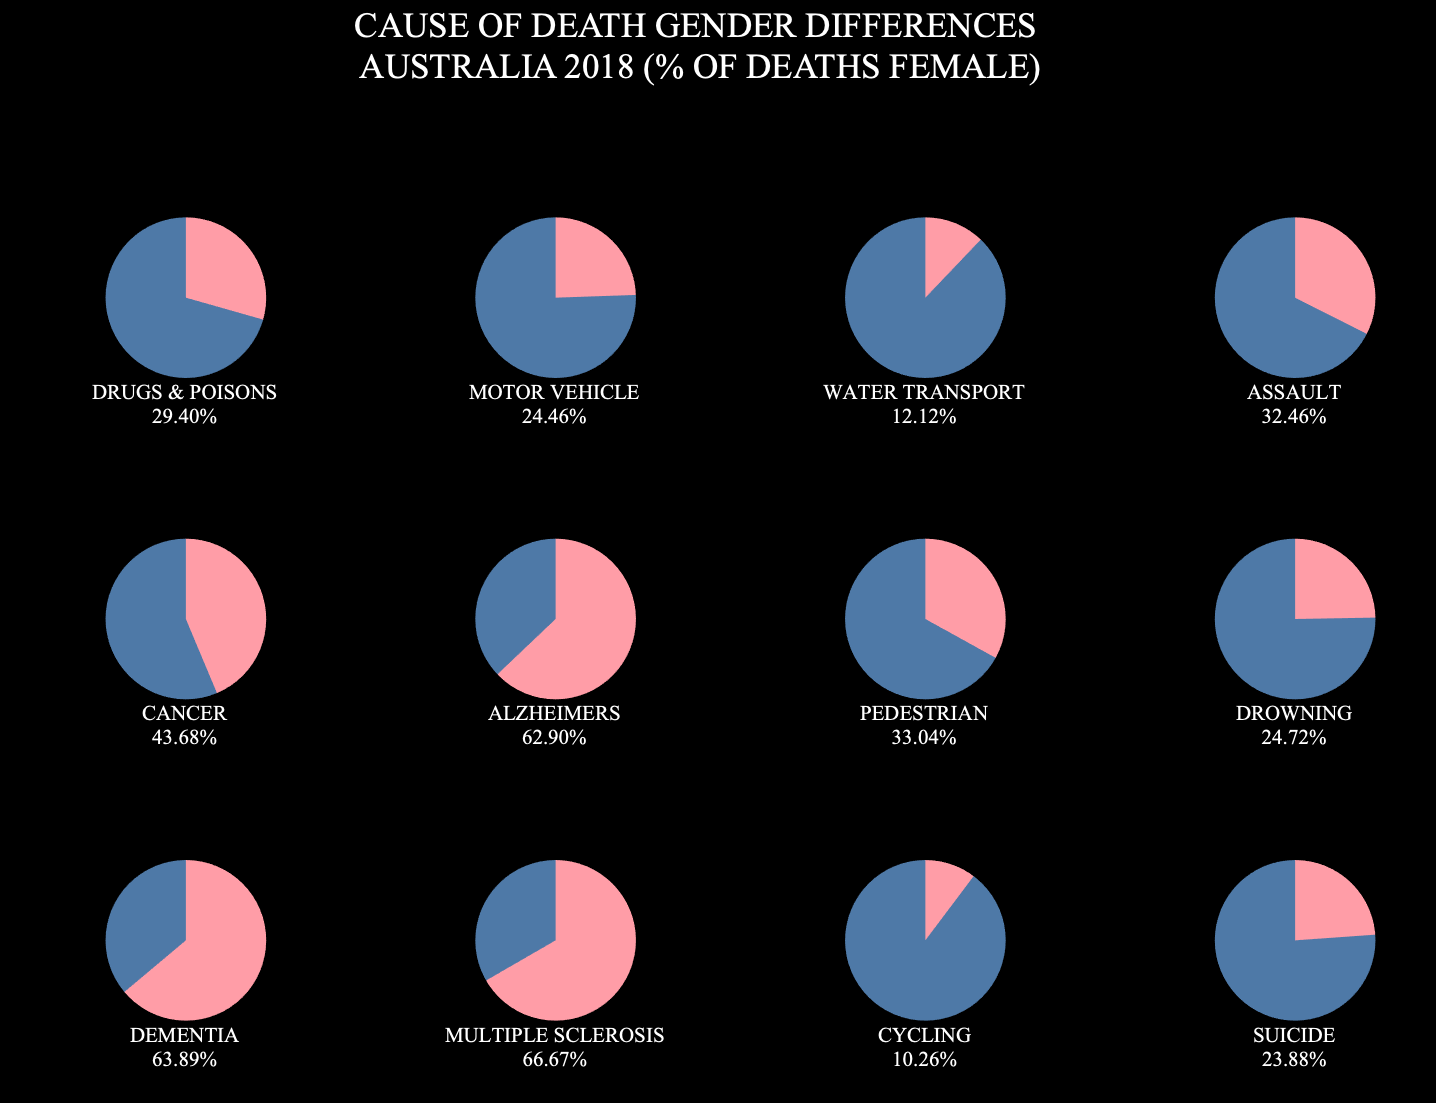 CAUSE OF DEATH GENDER DIFFERENCES
AUSTRALIA 2018 (% OF DEATHS FEMALE)
DRUGS & POISONS
29.40%
MOTOR VEHICLE
24.46%
WATER TRANSPORT
12.12%
ASSAULT
32.46%
CANCER
43.68%
ALZHEIMERS
62.90%
PEDESTRIAN
33.04%
DROWNING
24.72%
DEMENTIA
63.89%
MULTIPLE SCLEROSIS
66.67%
CYCLING
10.26%
SUICIDE
23.88%